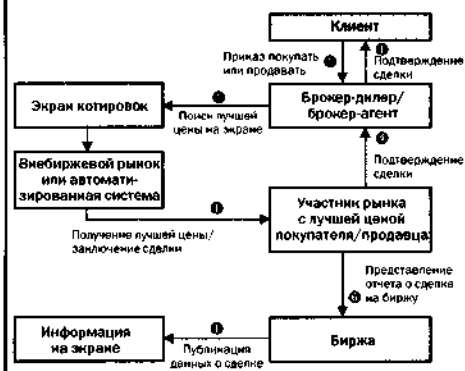 Клиент
Приказ покупать
или продавать
Подтверждение
сделки
Экран котировок
Поиск лучшей
цены на экране
Брокер-дилер/
брокер-агент
Внебиржевой рынок
или автомати-
зированная система
Подтверждение
сделки
Получение лучшей цены/
заключение сделки
Участник рынка
с лучшей ценой
покупателя/продавца
Представление
отчета о сделке
на биржу
Информация
на экране
Публикация
данных о сделке
Биржа